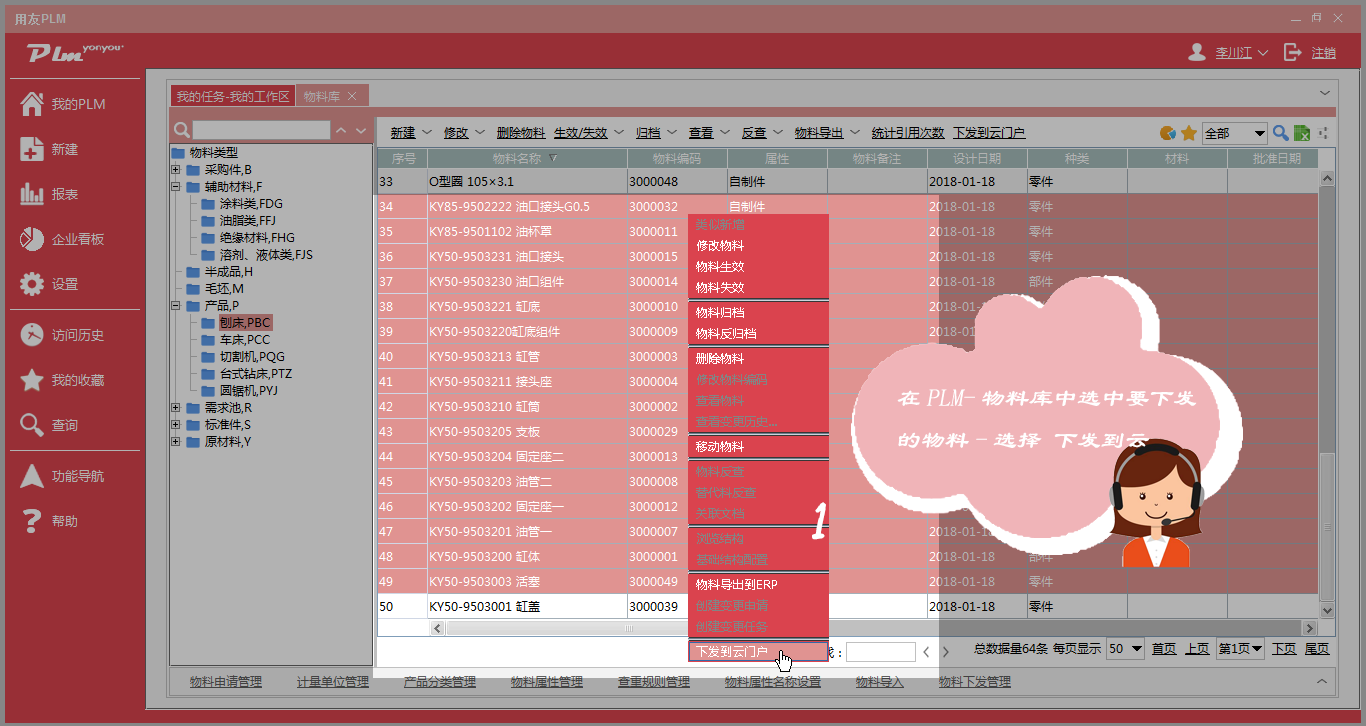 用友PLM
PLm yonyou
李川江 注销
我的PLM
新建
报表
企业看板
设置
访问历史
我的收藏
查询
功能导航
帮助
我的任务-我的工作区 物料库
新建 修改 删除物料 生效/失效 归档 查看 反查 物料导出 统计引用次数 下发到云门户 全部
物料类型
采购件,B
辅助材料,F
涂料类,FDG
油脂类,FFJ
绝缘材料,FHG
溶剂、液体类,FJS
半成品,H
毛坯,M
产品,P
刨床,PBC
车床,PCC
切割机,PQG
台式钻床,PTZ
圆锯机,PYJ
需求池,R
标准件,S
原材料,Y
序号 物料名称 物料编码 属性 物料备注 设计日期 种类 材料 批准日期
33 O型圈 105×3.1 3000048 自制件 2018-01-18 零件
34 KY85-9502222 油口接头G0.5 3000032 自制件 2018-01-18 零件
35 KY85-9501102 油杯罩 3000011 2018-01-18 零件
36 KY50-9503231 油口接头 3000015 2018-01-18 零件
37 KY50-9503230 油口组件 3000014 2018-01-18 部件
38 KY50-9503221 缸底 3000010 2018-01-
39 KY50-9503220缸底组件 3000009 2018-01
40 KY50-9503213 缸管 3000003
41 KY50-9503211 接头座 3000004
42 KY50-9503210 缸筒 3000002
43 KY50-9503205 支板 3000029
44 KY50-9503204 固定座二 3000013
45 KY50-9503203 油管二 3000008
46 KY50-9503202 固定座一 3000012
47 KY50-9503201 油管一 3000007 2018-01-18
48 KY50-9503200 缸体 3000001 2018-01-18 部件
49 KY50-9503003 活塞 3000049 2018-01-18 零件
50 KY50-9503001 缸盖 3000039 2018-01-18 零件
类似新增
修改物料
物料生效
物料失效
物料归档
物料反归档
删除物料
修改物料编码
查看物料
查看变更历史...
移动物料
物料反查
替代料反查
关联文档
浏览结构
基础结构配置
物料导出到ERP
创建变更申请
创建变更任务
下发到云门户
1
在 PLM- 物料库中选中要下发
的物料 - 选择 下发到云
总数据量64条 每页显示 50 首页 上页 第1页 下页 尾页
物料申请管理 计量单位管理 产品分类管理 物料属性管理 查重规则管理 物料属性名称设置 物料导入 物料下发管理